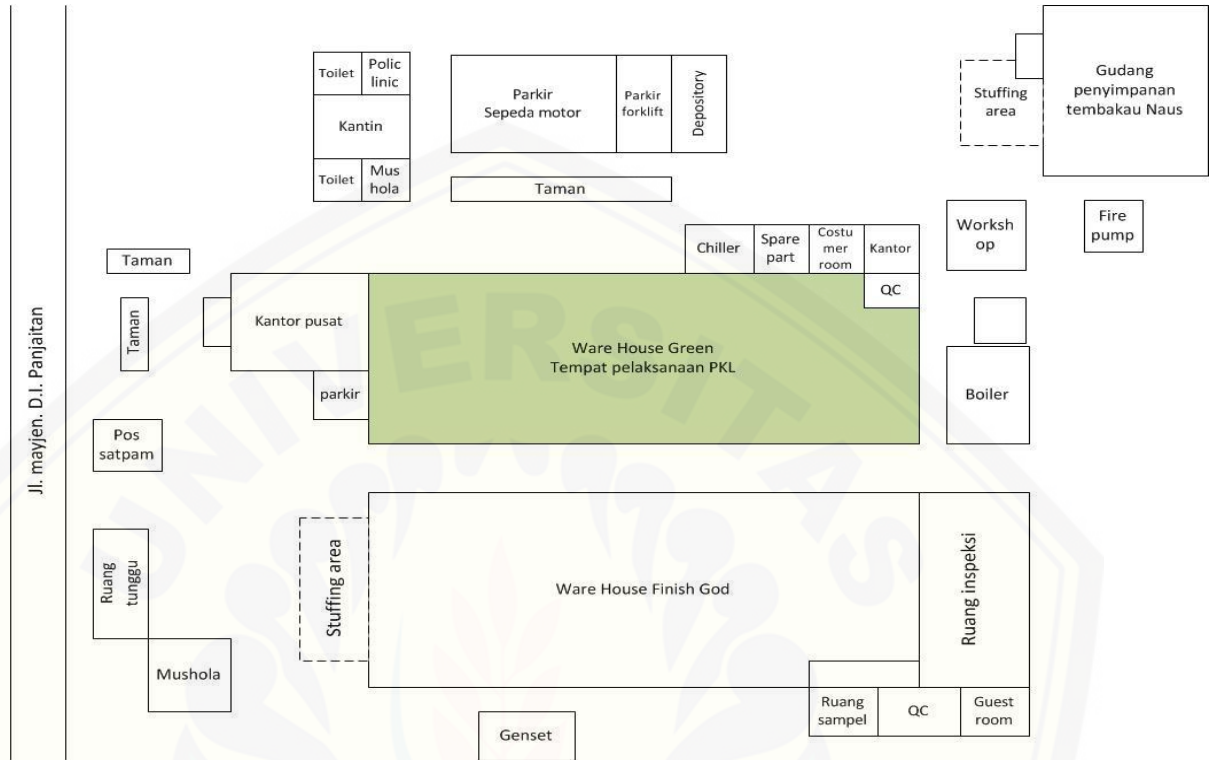 Jl. mayjen. D.I. Panjaitan
Toilet
Polic
linic
Kantin
Toilet
Mus
hola
Parkir
Sepeda motor
Parkir
forklift
Depository
Taman
Stuffing
area
Gudang
penyimpanan
tembakau Naus
Worksh
op
Fire
pump
Taman
Taman
Kantor pusat
parkir
Chiller
Spare
part
Costu
mer
room
Kantor
QC
Ware House Green
Tempat pelaksanaan PKL
Boiler
Pos
satpam
Ruang
tunggu
Mushola
Stuffing area
Ware House Finish God
Ruang inspeksi
Ruang
sampel
QC
Guest
room
Genset
UNIVERSITAS